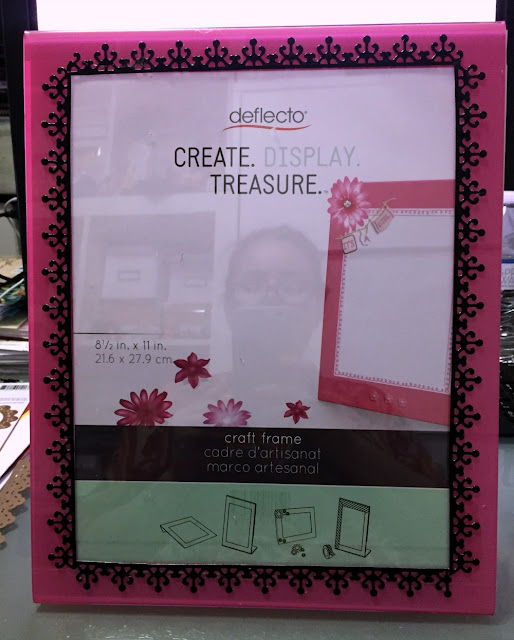 deflecto®
CREATE. DISPLAY.
TREASURE.™
8½ in. x 11 in.
21.6 x 27.9 cm
craft frame
cadre d'artisanat
marco artesanal